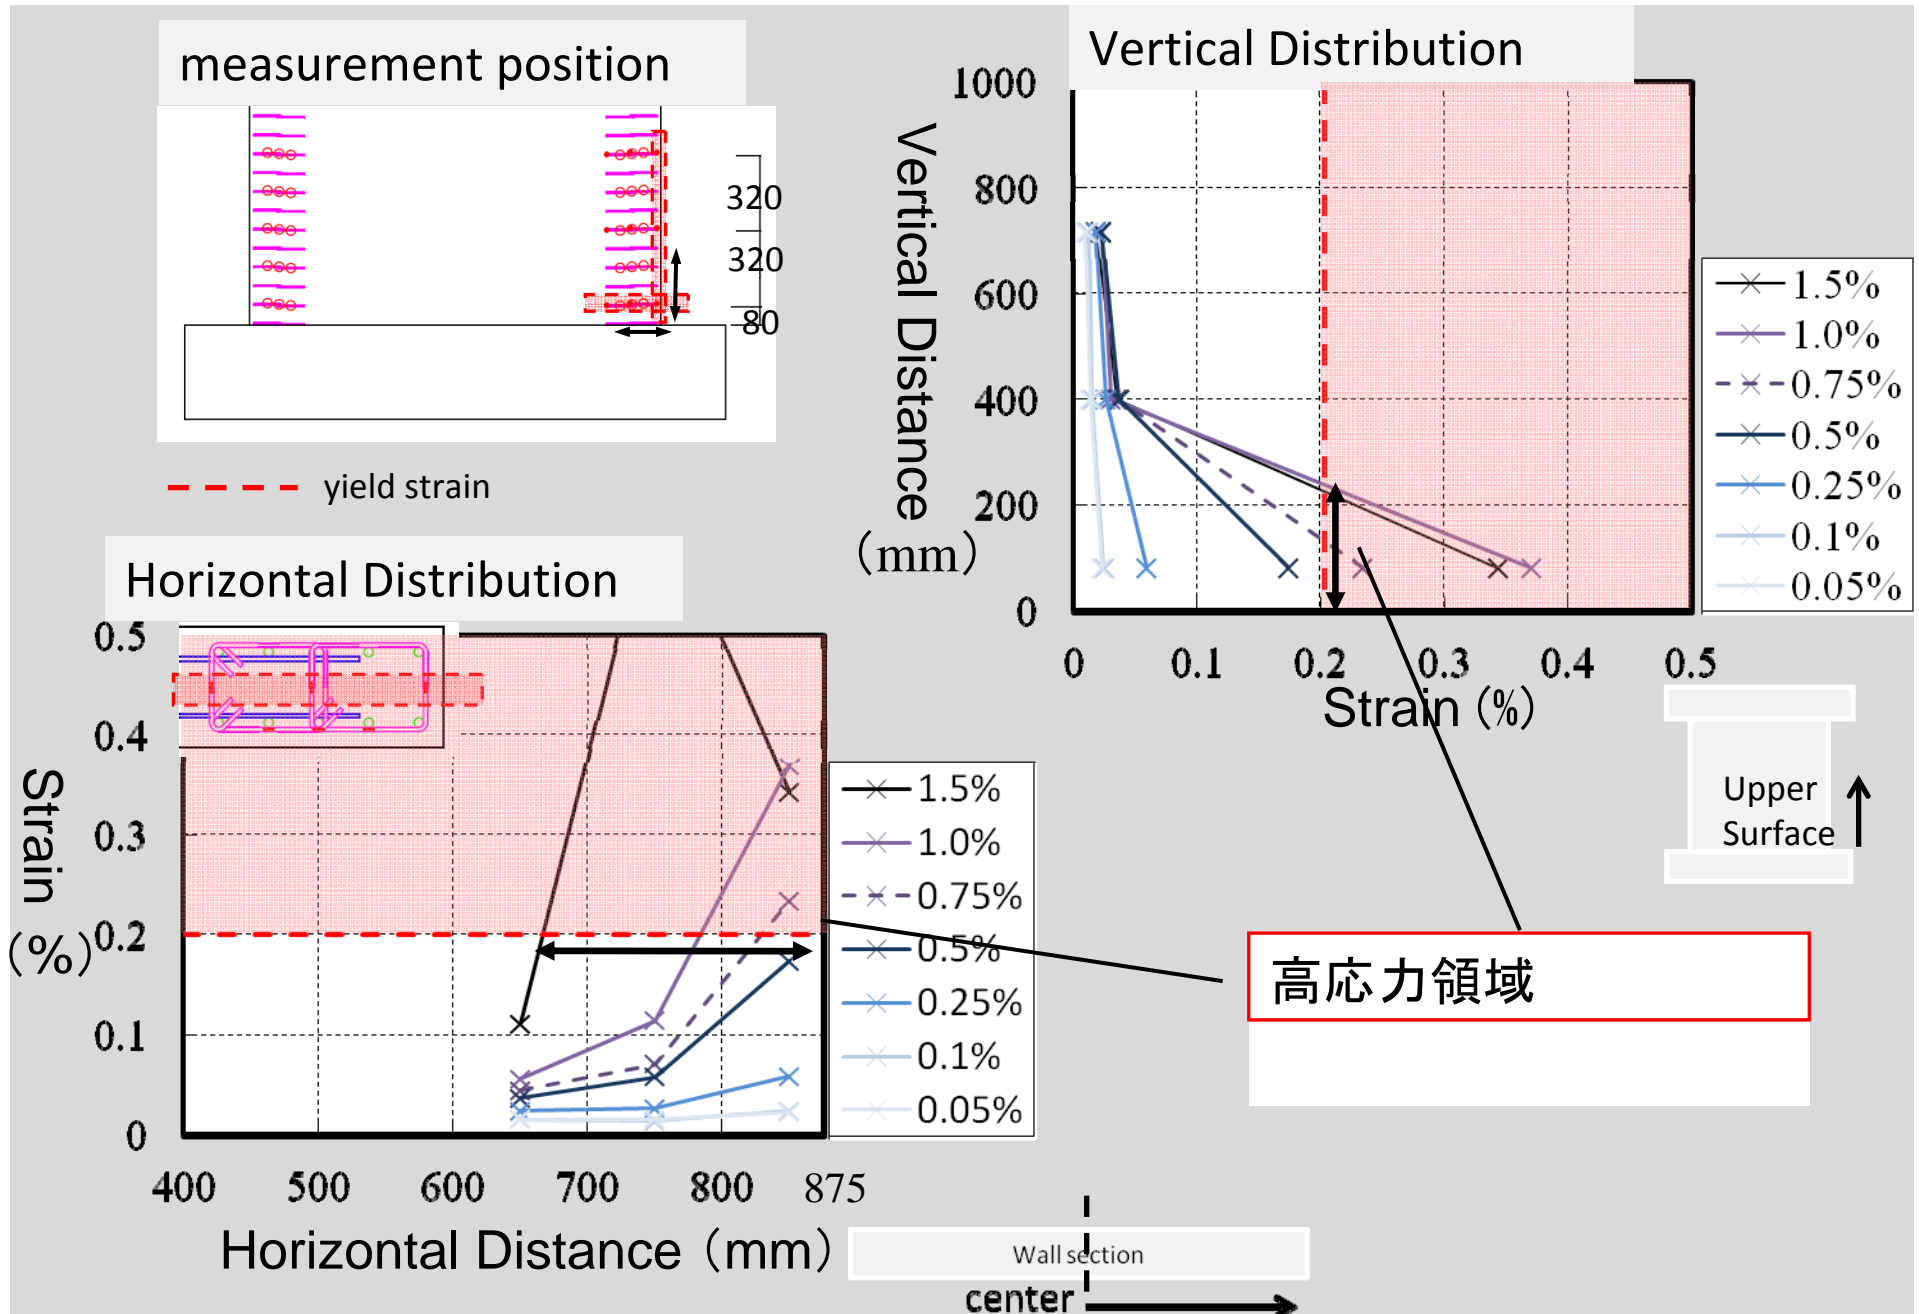 measurement position
320
320
80
yield strain
Vertical Distribution
1000
800
600
400
200
0
Vertical Distance
(mm)
0 0.1 0.2 0.3 0.4 0.5
Strain (%)
1.5%
1.0%
0.75%
0.5%
0.25%
0.1%
0.05%
Horizontal Distribution
0.5
0.4
0.3
0.2
0.1
0
Strain
(%)
400 500 600 700 800 875
Horizontal Distance (mm)
1.5%
1.0%
0.75%
0.5%
0.25%
0.1%
0.05%
Upper
Surface
高応力領域
Wall section
center